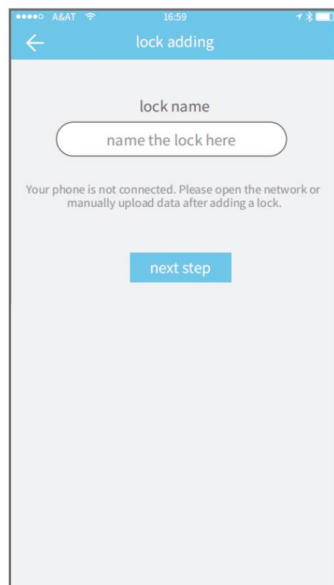 A&AT 16:59
lock adding
lock name
name the lock here
Your phone is not connected. Please open the network or
manually upload data after adding a lock.
next step